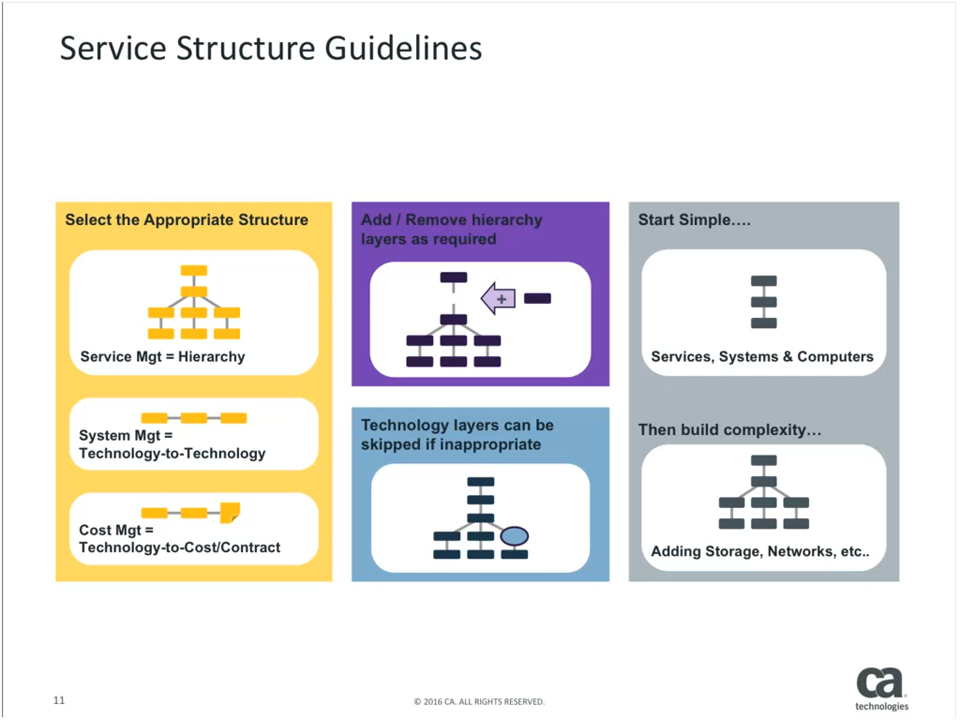 Service Structure Guidelines
Select the Appropriate Structure
Service Mgt = Hierarchy
System Mgt =
Technology-to-Technology
Cost Mgt =
Technology-to-Cost/Contract
Add / Remove hierarchy
layers as required
+
Technology layers can be
skipped if inappropriate
Start Simple….
Services, Systems & Computers
Then build complexity…
Adding Storage, Networks, etc..
11
© 2016 CA. ALL RIGHTS RESERVED.
ca
technologies